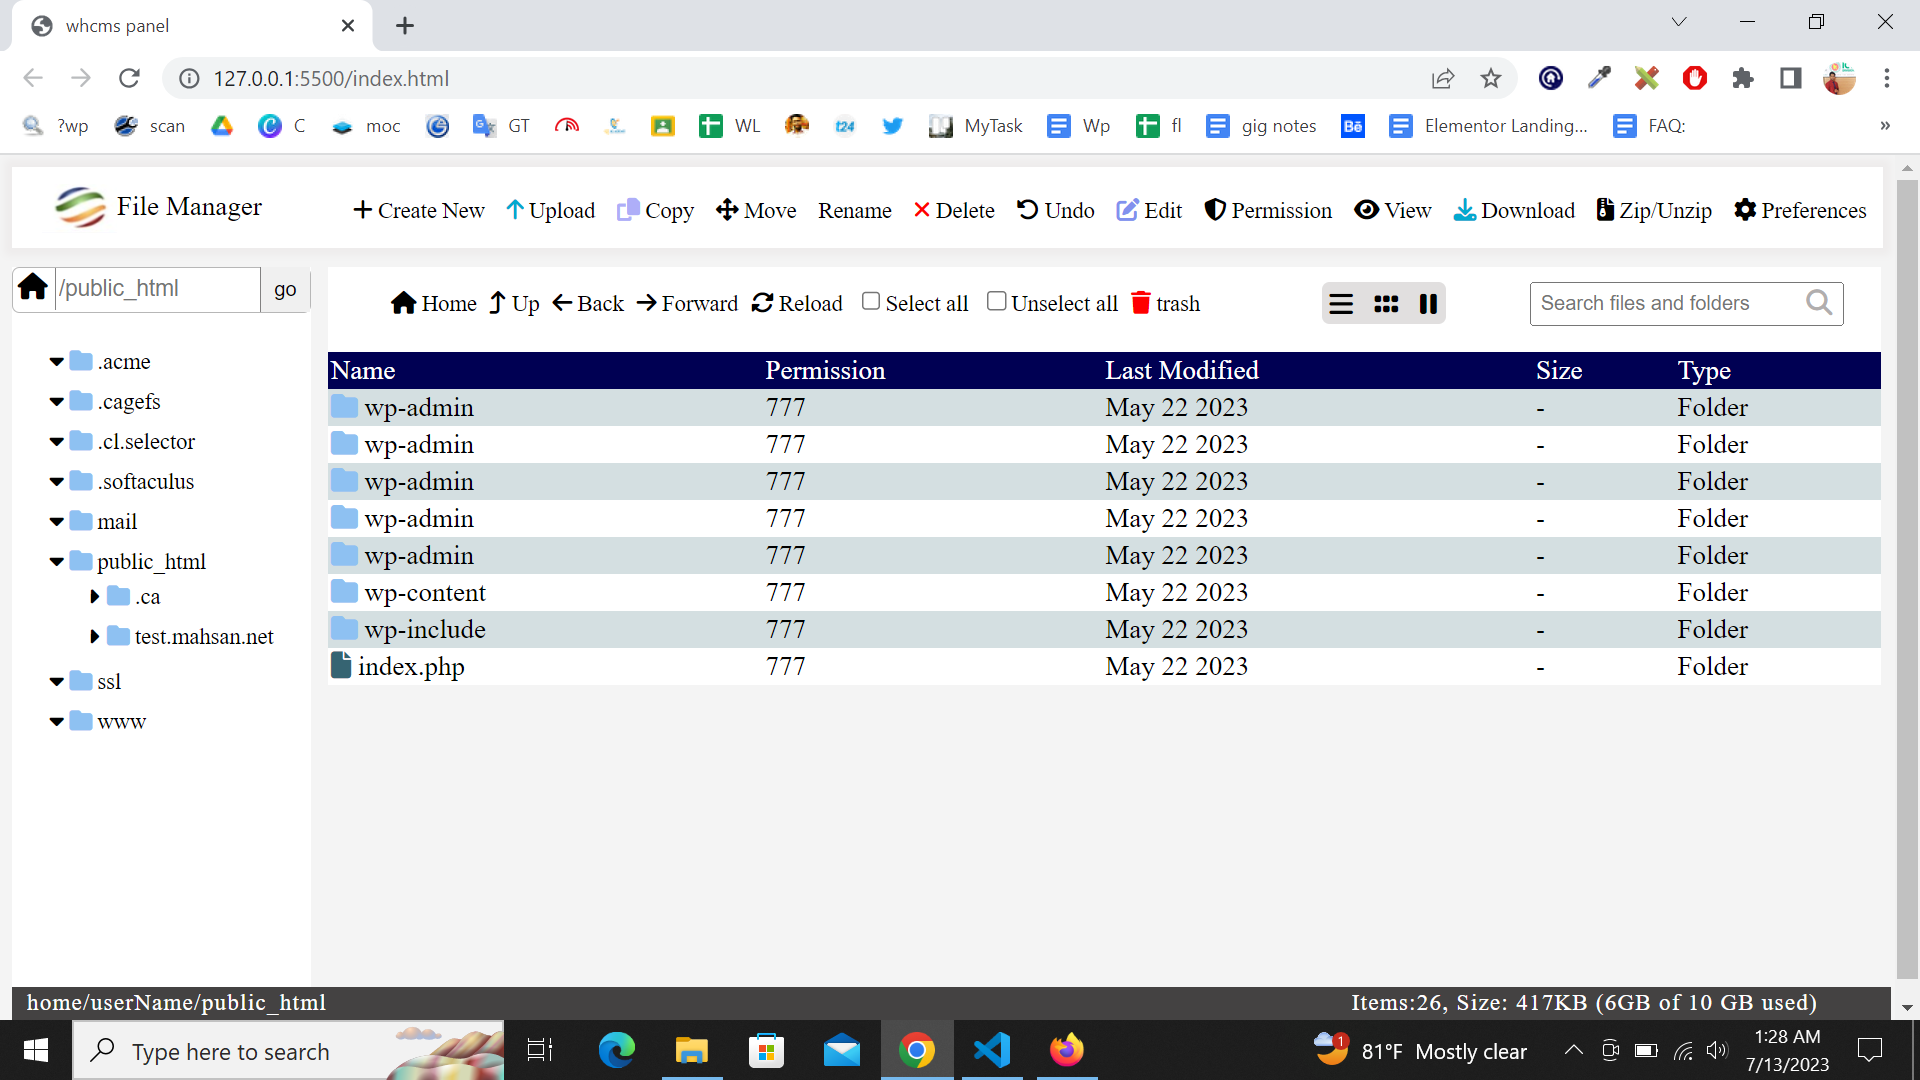 whcms panel
127.0.0.1:5500/index.html
?wp scan C moc GT WL t24 MyTask Wp fl gig notes Bē Elementor Landing... FAQ: »
File Manager Create New Upload Copy Move Rename Delete Undo Edit Permission View Download Zip/Unzip Preferences
/public_html go
Home Up Back Forward Reload Select all Unselect all trash Search files and folders
.acme
.cagefs
.cl.selector
.softaculus
mail
public_html
.ca
test.mahsan.net
ssl
www
Name Permission Last Modified Size Type
wp-admin 777 May 22 2023 - Folder
wp-admin 777 May 22 2023 - Folder
wp-admin 777 May 22 2023 - Folder
wp-admin 777 May 22 2023 - Folder
wp-admin 777 May 22 2023 - Folder
wp-content 777 May 22 2023 - Folder
wp-include 777 May 22 2023 - Folder
index.php 777 May 22 2023 - Folder
home/userName/public_html Items:26, Size: 417KB (6GB of 10 GB used)
Type here to search 1 81°F Mostly clear 1:28 AM
7/13/2023